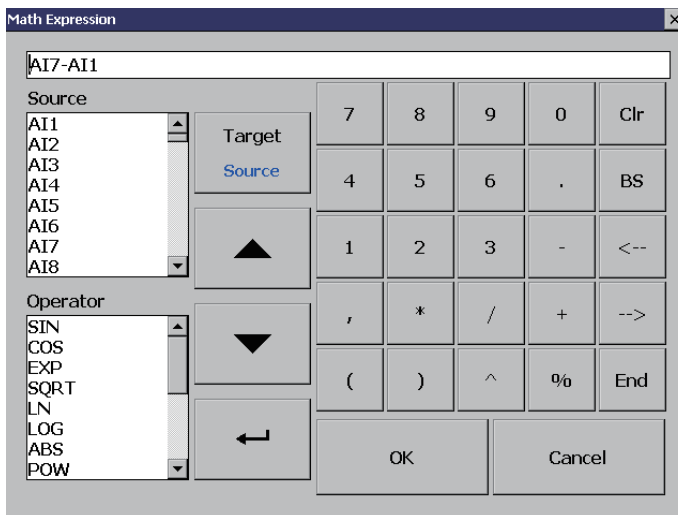 Math Expression
AI7-AI1
Source
AI1
AI2
AI3
AI4
AI5
AI6
AI7
AI8
Target
Source
Operator
SIN
COS
EXP
SQRT
LN
LOG
ABS
POW
7 8 9 0 Clr
4 5 6 . BS
1 2 3 - <--
, * / + -->
( ) ^ % End
OK Cancel